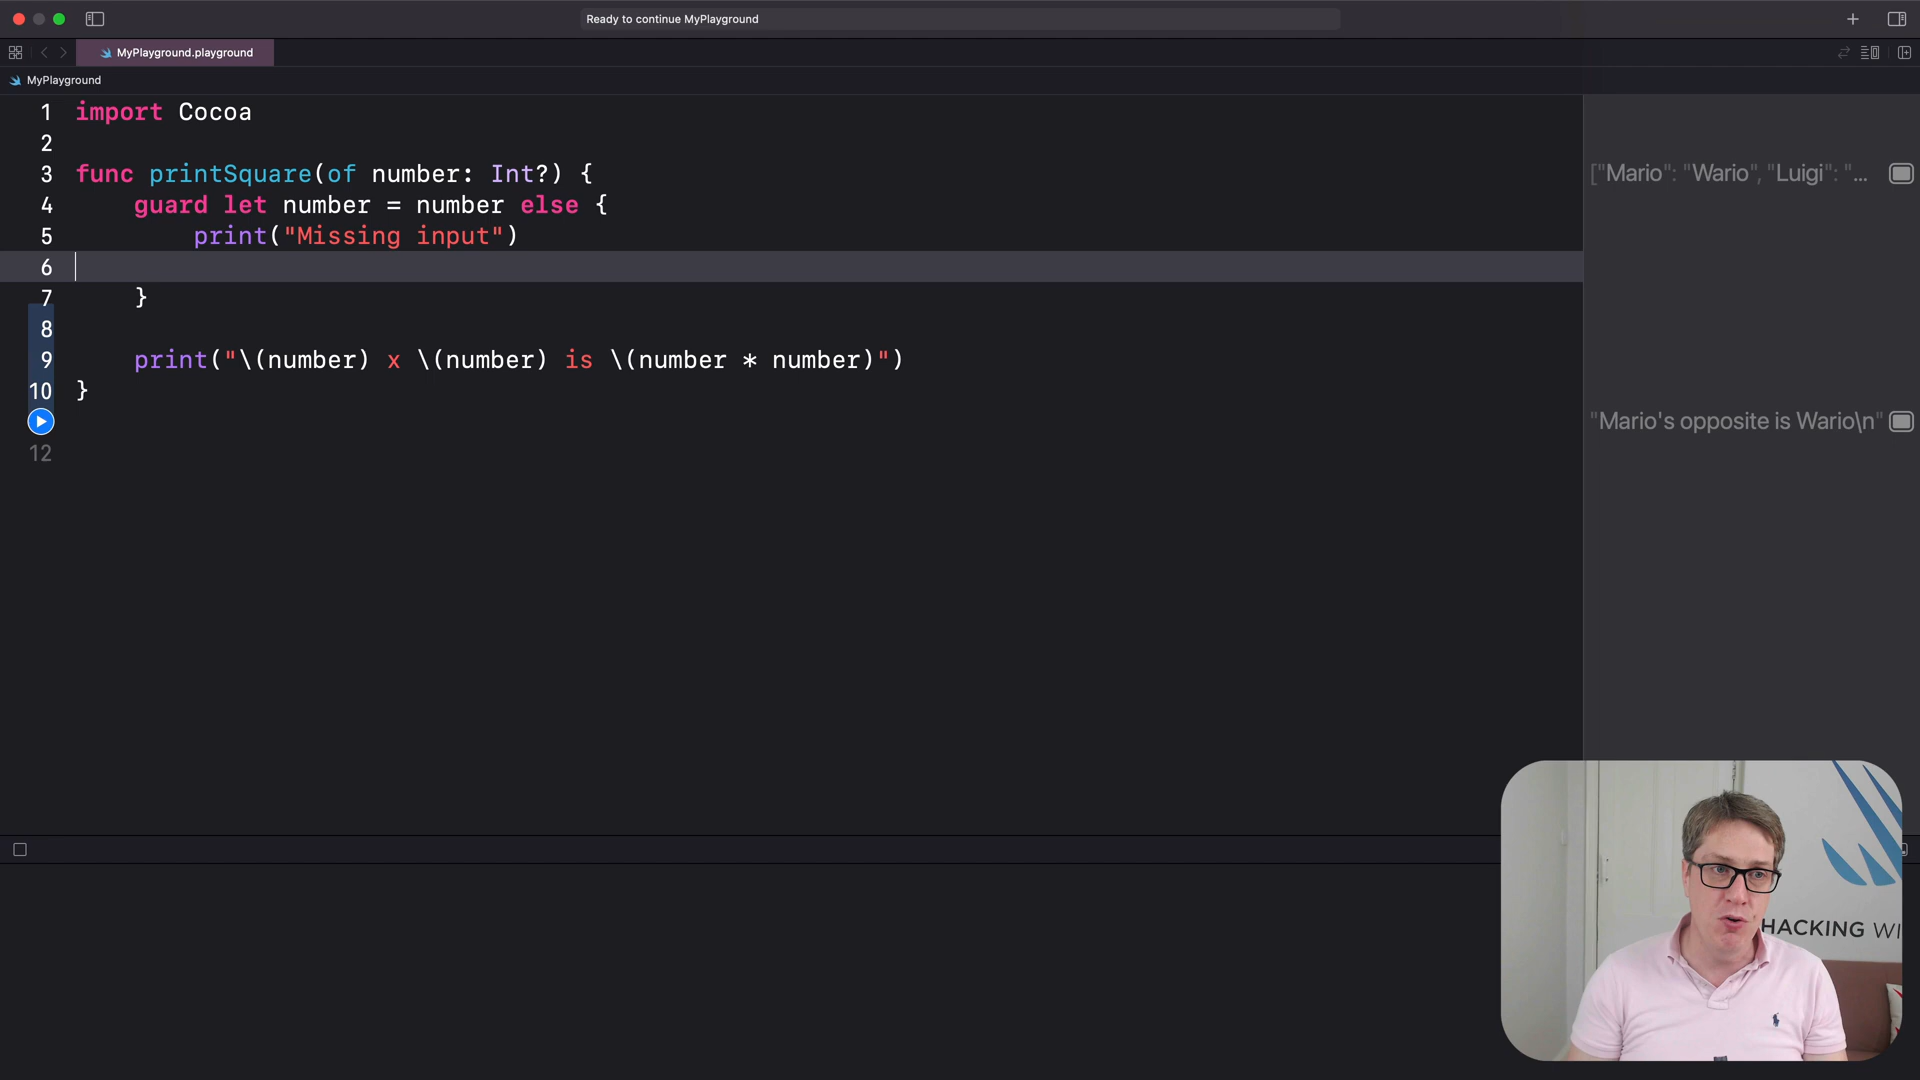 Ready to continue MyPlayground
MyPlayground.playground
MyPlayground
1 import Cocoa
2
3 func printSquare(of number: Int?) {
4 guard let number = number else {
5 print("Missing input")
6
7 }
8
9 print("\(number) x \(number) is \(number * number)")
10 }
12
["Mario": "Wario", "Luigi": "...
"Mario's opposite is Wario\n"
HACKING WI